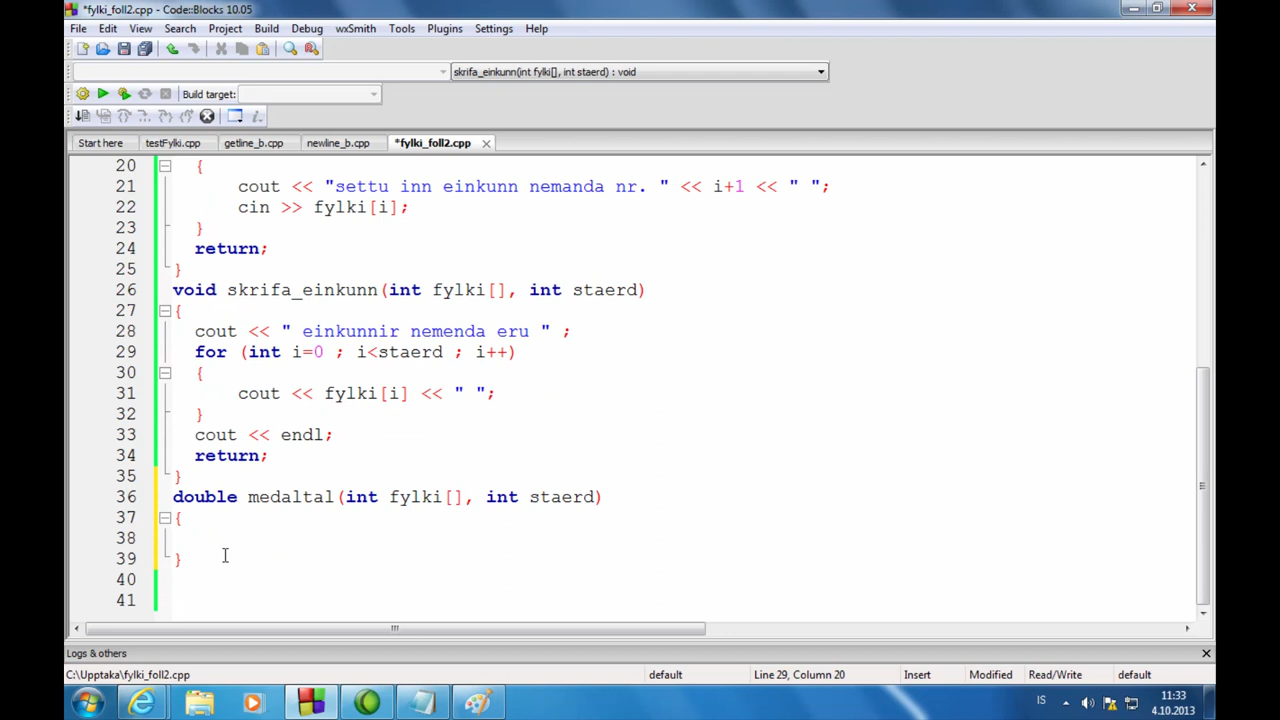 *fylki_foll2.cpp - Code::Blocks 10.05
File Edit View Search Project Build Debug wxSmith Tools Plugins Settings Help
skrifa_einkunn(int fylki[], int staerd) : void
Build target:
Start here testFylki.cpp getline_b.cpp newline_b.cpp *fylki_foll2.cpp
20 {
21 cout << "settu inn einkunn nemanda nr. " << i+1 << " ";
22 cin >> fylki[i];
23 }
24 return;
25 }
26 void skrifa_einkunn(int fylki[], int staerd)
27 {
28 cout << " einkunnir nemenda eru " ;
29 for (int i=0 ; i<staerd ; i++)
30 {
31 cout << fylki[i] << " ";
32 }
33 cout << endl;
34 return;
35 }
36 double medaltal(int fylki[], int staerd)
37 {
38
39 }
40
41
Logs & others
C:\Upptaka\fylki_foll2.cpp default Line 29, Column 20 Insert Modified Read/Write default
IS 11:33
4.10.2013